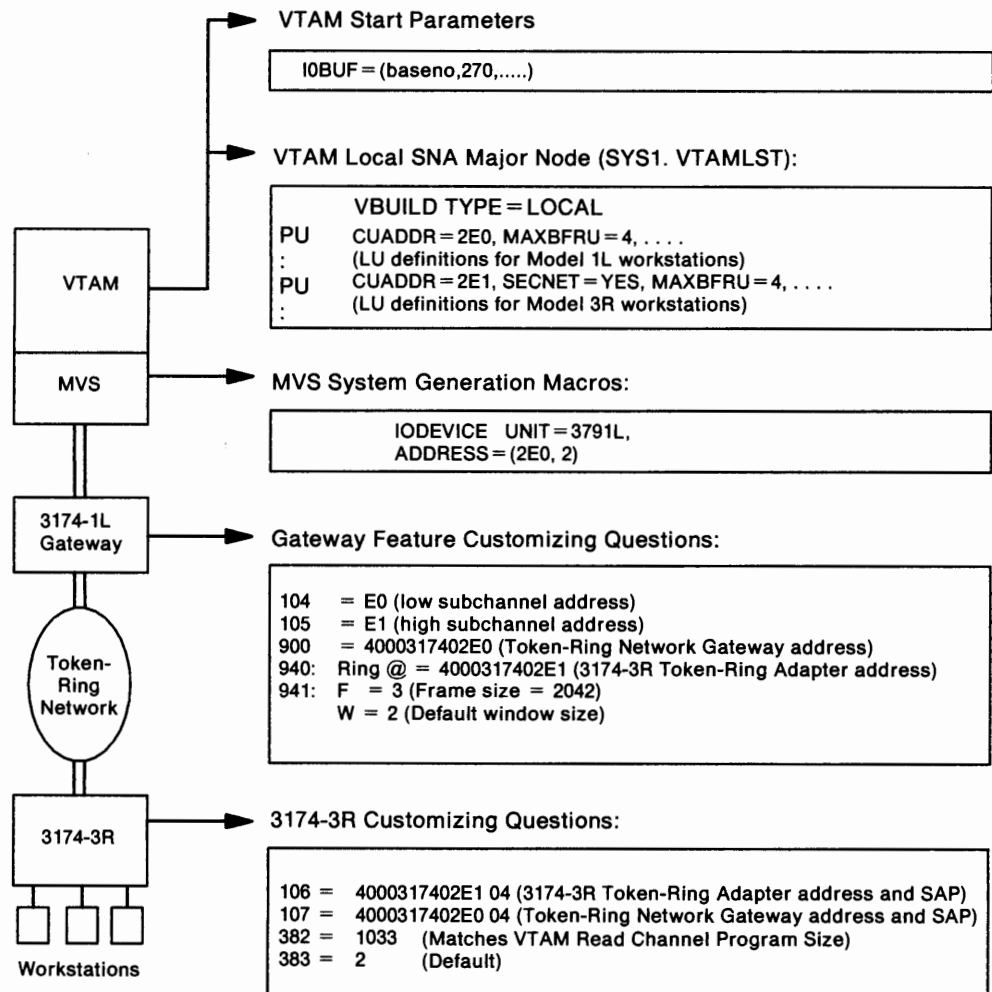 VTAM Start Parameters
I0BUF = (baseno,270,.....)
VTAM Local SNA Major Node (SYS1. VTAMLST):
VBUILD TYPE = LOCAL
PU CUADDR = 2E0, MAXBFRU = 4, . . . .
: (LU definitions for Model 1L workstations)
PU CUADDR = 2E1, SECNET = YES, MAXBFRU = 4, . . . .
: (LU definitions for Model 3R workstations)
VTAM
MVS
MVS System Generation Macros:
IODEVICE UNIT = 3791L,
ADDRESS = (2E0, 2)
3174-1L
Gateway
Gateway Feature Customizing Questions:
104 = E0 (low subchannel address)
105 = E1 (high subchannel address)
900 = 4000317402E0 (Token-Ring Network Gateway address)
940: Ring @ = 4000317402E1 (3174-3R Token-Ring Adapter address)
941: F = 3 (Frame size = 2042)
W = 2 (Default window size)
Token-
Ring
Network
3174-3R
3174-3R Customizing Questions:
106 = 4000317402E1 04 (3174-3R Token-Ring Adapter address and SAP)
107 = 4000317402E0 04 (Token-Ring Network Gateway address and SAP)
382 = 1033 (Matches VTAM Read Channel Program Size)
383 = 2 (Default)
Workstations